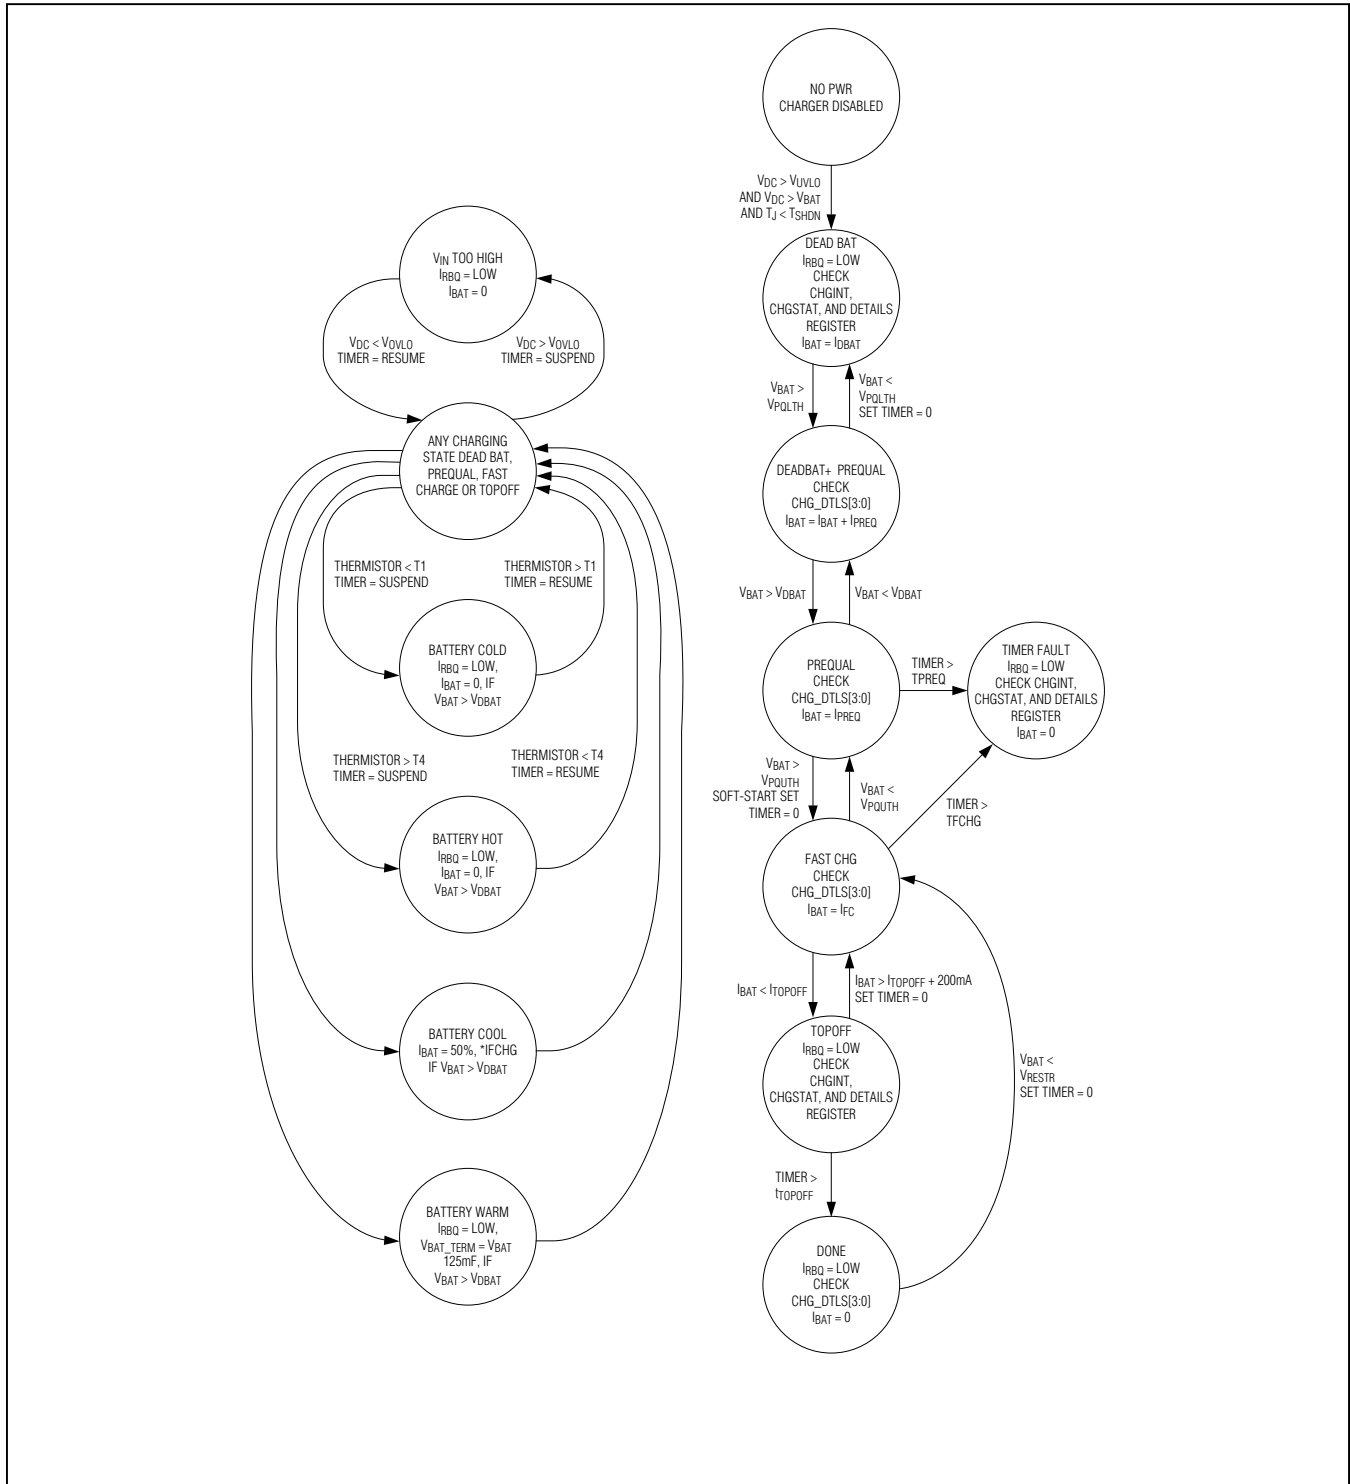 NO PWR
CHARGER DISABLED
VDC > VUVLO
AND VDC > VBAT
AND TJ < TSHDN
VIN TOO HIGH
IRBQ = LOW
IBAT = 0
VDC < VOVLO
TIMER = RESUME
VDC > VOVLO
TIMER = SUSPEND
ANY CHARGING
STATE DEAD BAT,
PREQUAL, FAST
CHARGE OR TOPOFF
THERMISTOR < T1
TIMER = SUSPEND
THERMISTOR > T1
TIMER = RESUME
BATTERY COLD
IRBQ = LOW,
IBAT = 0, IF
VBAT > VDBAT
THERMISTOR > T4
TIMER = SUSPEND
THERMISTOR < T4
TIMER = RESUME
BATTERY HOT
IRBQ = LOW,
IBAT = 0, IF
VBAT > VDBAT
BATTERY COOL
IBAT = 50%, *IFCHG
IF VBAT > VDBAT
BATTERY WARM
IRBQ = LOW,
VBAT_TERM = VBAT
125mF, IF
VBAT > VDBAT
DEAD BAT
IRBQ = LOW
CHECK
CHGINT,
CHGSTAT, AND DETAILS
REGISTER
IBAT = IDBAT
VBAT >
VPQLTH
VBAT <
VPQLTH
SET TIMER = 0
DEADBAT+ PREQUAL
CHECK
CHG_DTLS[3:0]
IBAT = IBAT + IPREQ
VBAT > VDBAT
VBAT < VDBAT
PREQUAL
CHECK
CHG_DTLS[3:0]
IBAT = IPREQ
TIMER >
TPREQ
TIMER FAULT
IRBQ = LOW
CHECK CHGINT,
CHGSTAT, AND DETAILS
REGISTER
IBAT = 0
VBAT >
VPQUTH
SOFT-START SET
TIMER = 0
VBAT <
VPQUTH
TIMER >
TFCHG
FAST CHG
CHECK
CHG_DTLS[3:0]
IBAT = IFC
IBAT < ITOPOFF
IBAT > ITOPOFF + 200mA
SET TIMER = 0
TOPOFF
IRBQ = LOW
CHECK
CHGINT,
CHGSTAT, AND DETAILS
REGISTER
VBAT <
VRESTR
SET TIMER = 0
TIMER >
tTOPOFF
DONE
IRBQ = LOW
CHECK
CHG_DTLS[3:0]
IBAT = 0